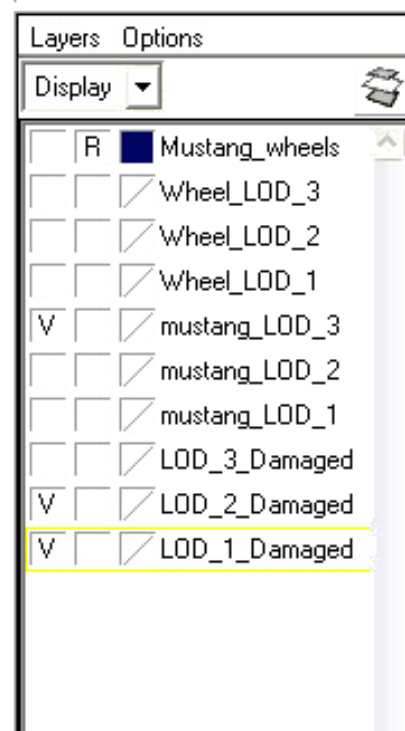 Layers Options
Display
R Mustang_wheels
Wheel_LOD_3
Wheel_LOD_2
Wheel_LOD_1
V mustang_LOD_3
mustang_LOD_2
mustang_LOD_1
LOD_3_Damaged
V LOD_2_Damaged
V LOD_1_Damaged